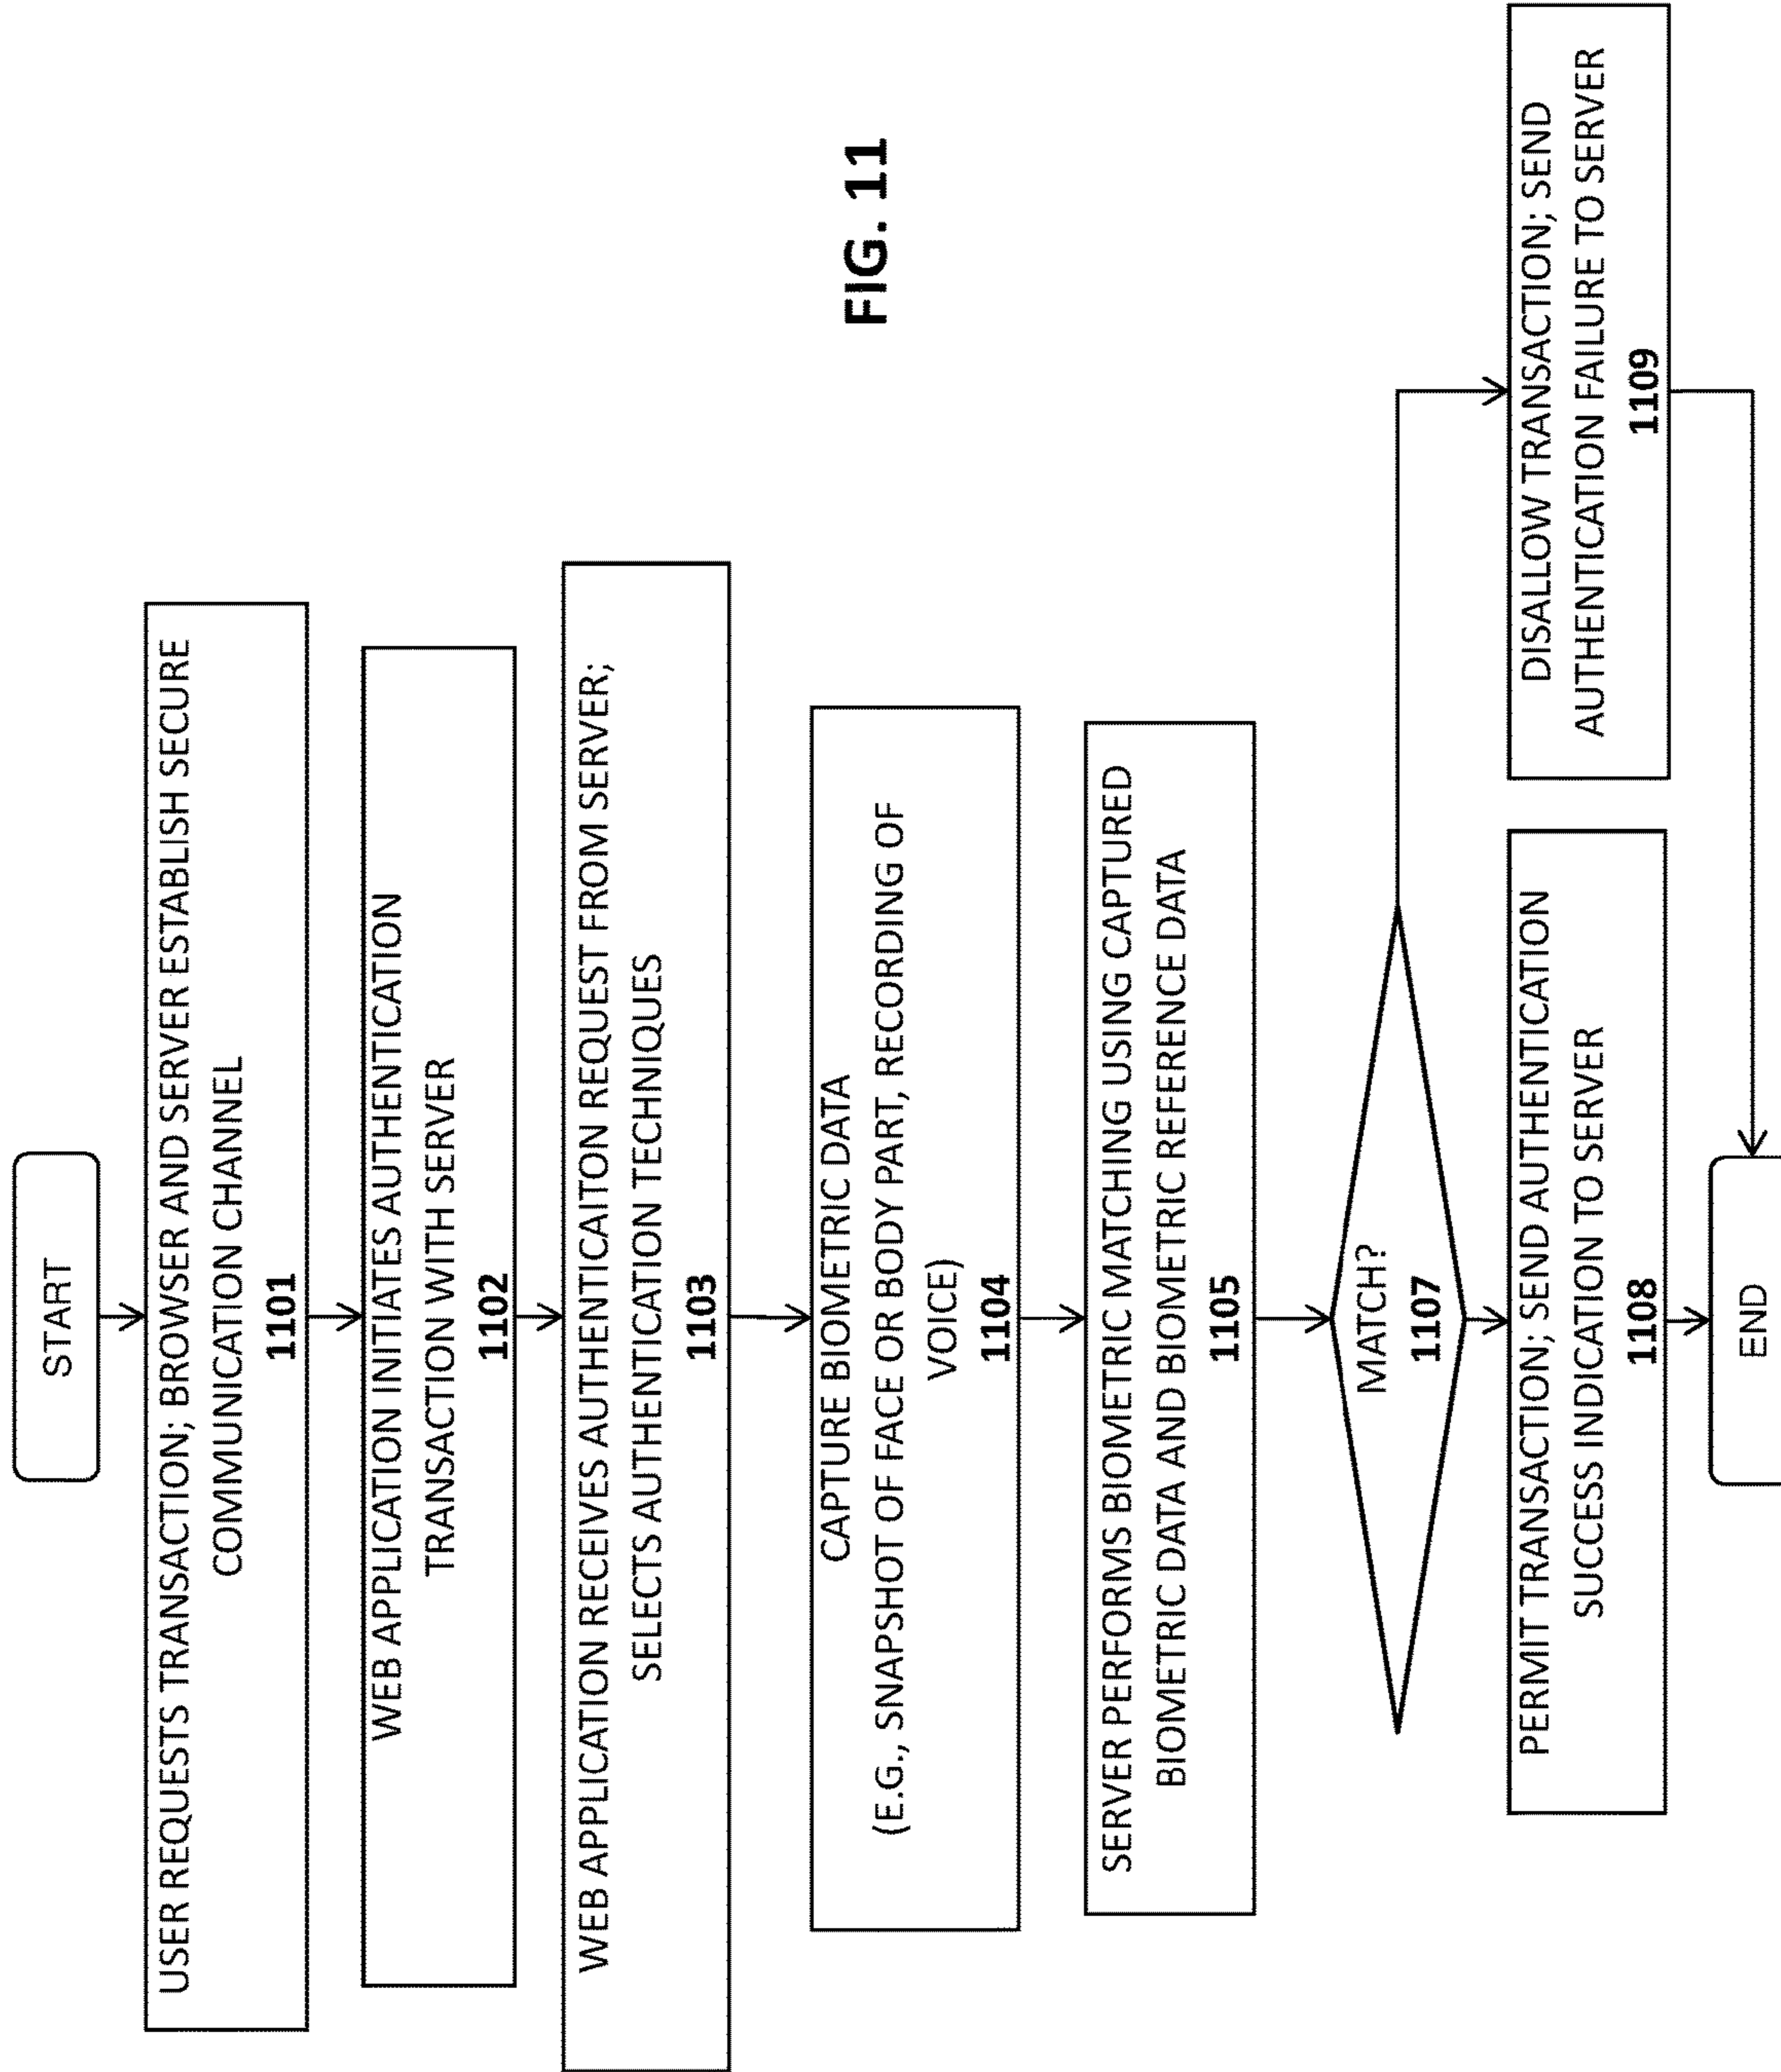 START
USER REQUESTS TRANSACTION; BROWSER AND SERVER ESTABLISH SECURE
COMMUNICATION CHANNEL
1101
WEB APPLICATION INITIATES AUTHENTICATION
TRANSACTION WITH SERVER
1102
WEB APPLICATION RECEIVES AUTHENTICAITON REQUEST FROM SERVER;
SELECTS AUTHENTICATION TECHNIQUES
1103
CAPTURE BIOMETRIC DATA
(E.G., SNAPSHOT OF FACE OR BODY PART, RECORDING OF
VOICE)
1104
SERVER PERFORMS BIOMETRIC MATCHING USING CAPTURED
BIOMETRIC DATA AND BIOMETRIC REFERENCE DATA
1105
MATCH?
1107
PERMIT TRANSACTION; SEND AUTHENTICATION
SUCCESS INDICATION TO SERVER
1108
DISALLOW TRANSACTION; SEND
AUTHENTICATION FAILURE TO SERVER
1109
END
FIG. 11